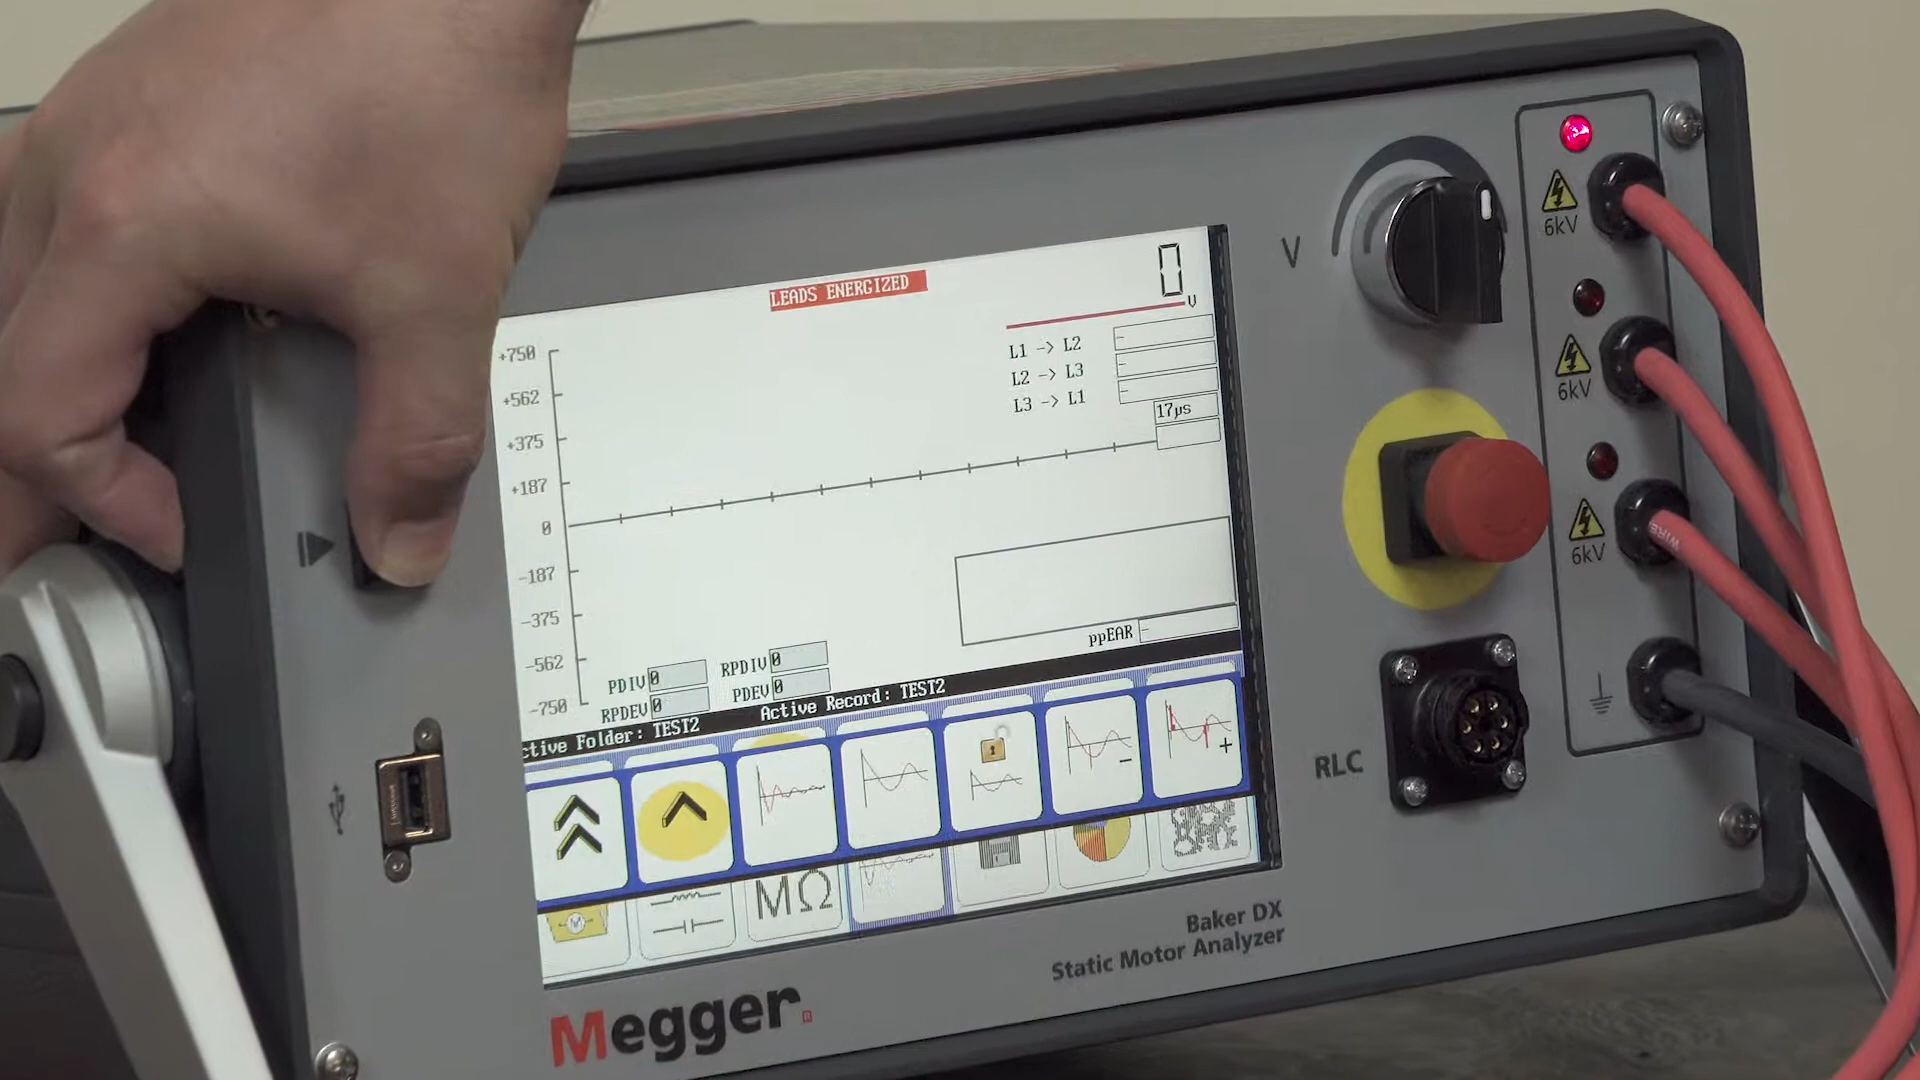 LEADS ENERGIZED
0
V
+750
+562
+375
+187
0
-187
-375
-562
-750
L1 -> L2 -
L2 -> L3 -
L3 -> L1 -
17µs
ppEAR -
PDIV 0 RPDIV 0
RPDEV 0 PDEV 0
ctive Folder: TEST2 Active Record: TEST2
-
+
M
MΩ
V
6kV
6kV
6kV
WIRE
RLC
Baker DX
Static Motor Analyzer
Megger®